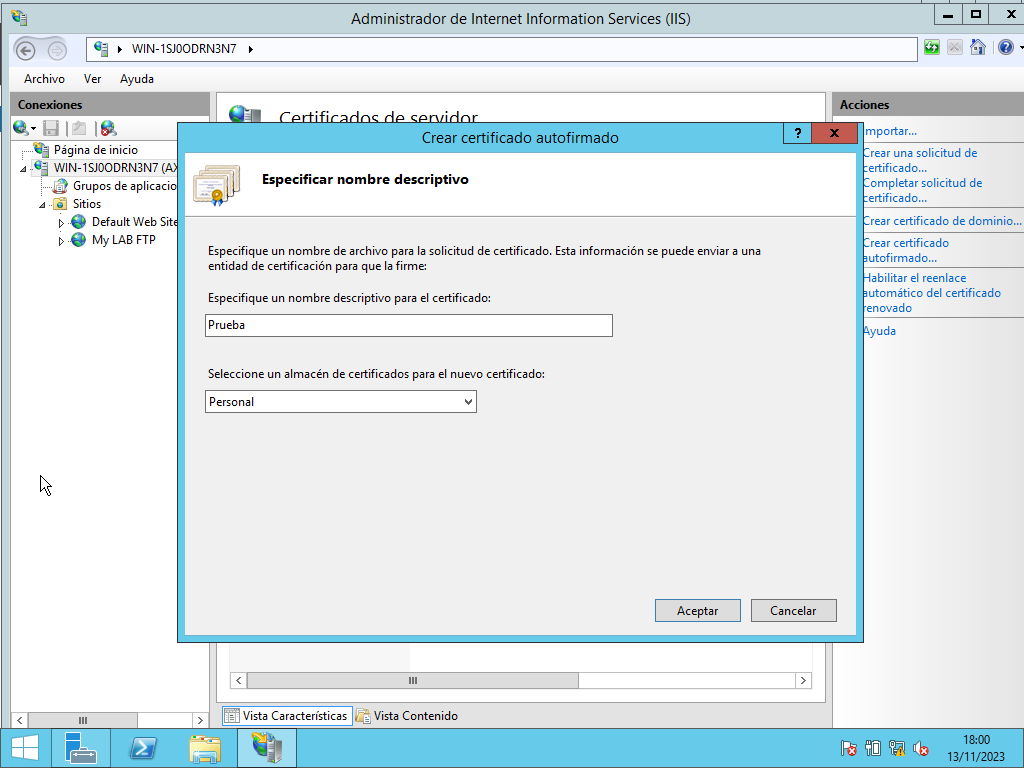 Administrador de Internet Information Services (IIS)
WIN-1SJ0ODRN3N7
Archivo Ver Ayuda
Conexiones
Página de inicio
WIN-1SJ0ODRN3N7 (AX
Grupos de aplicacio
Sitios
Default Web Site
My LAB FTP
Certificados de servidor
Crear certificado autofirmado
?
Especificar nombre descriptivo
Especifique un nombre de archivo para la solicitud de certificado. Esta información se puede enviar a una
entidad de certificación para que la firme:
Especifique un nombre descriptivo para el certificado:
Prueba
Seleccione un almacén de certificados para el nuevo certificado:
Personal
Aceptar Cancelar
Acciones
mportar...
Crear una solicitud de
certificado...
Completar solicitud de
certificado...
Crear certificado de dominio...
Crear certificado
autofirmado...
Habilitar el reenlace
automático del certificado
renovado
Ayuda
Vista Características Vista Contenido
18:00
13/11/2023